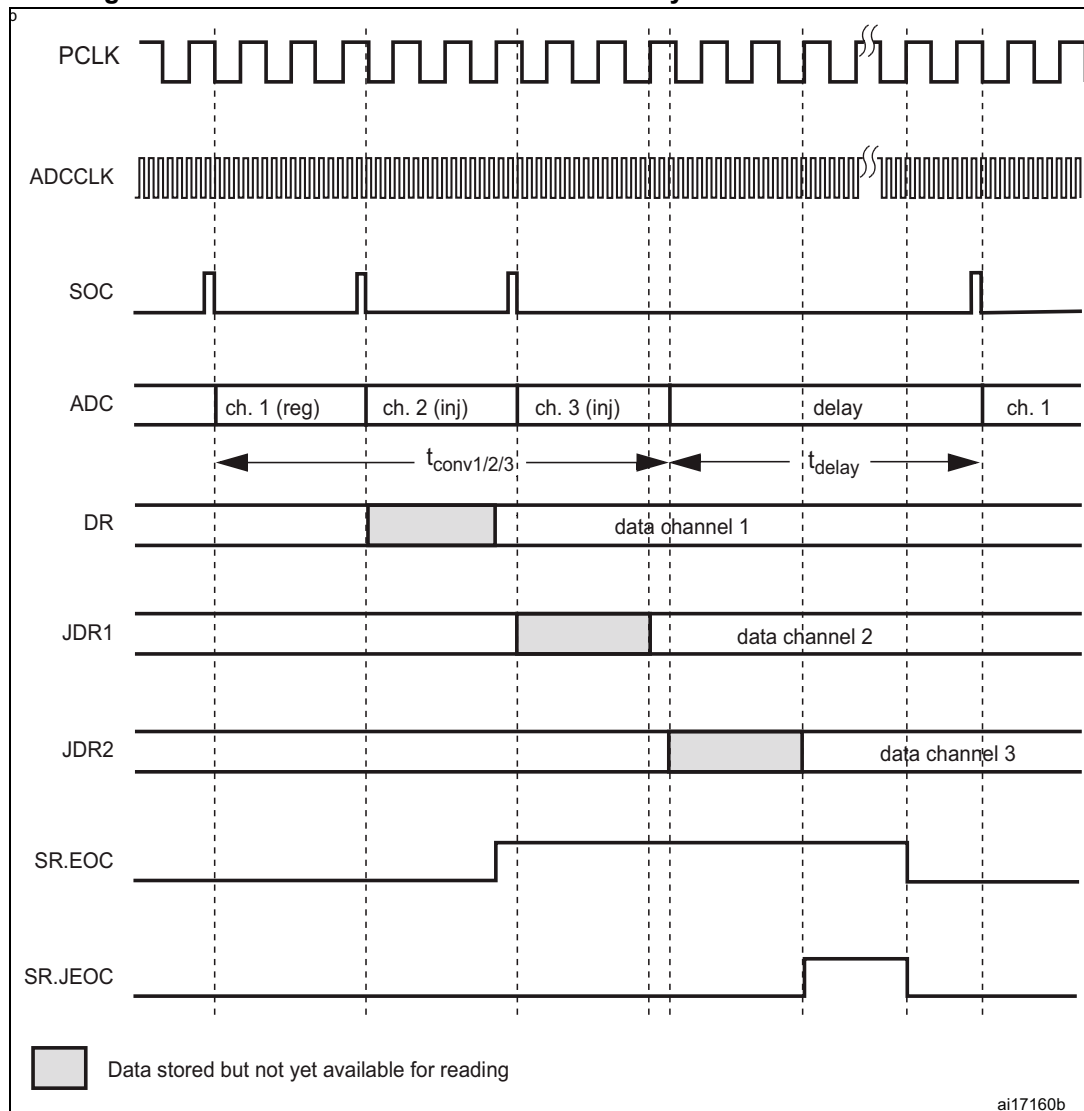 b
PCLK
ADCCLK
SOC
ADC ch. 1 (reg) ch. 2 (inj) ch. 3 (inj) delay ch. 1
tconv1/2/3 tdelay
DR data channel 1
JDR1 data channel 2
JDR2 data channel 3
SR.EOC
SR.JEOC
Data stored but not yet available for reading
ai17160b